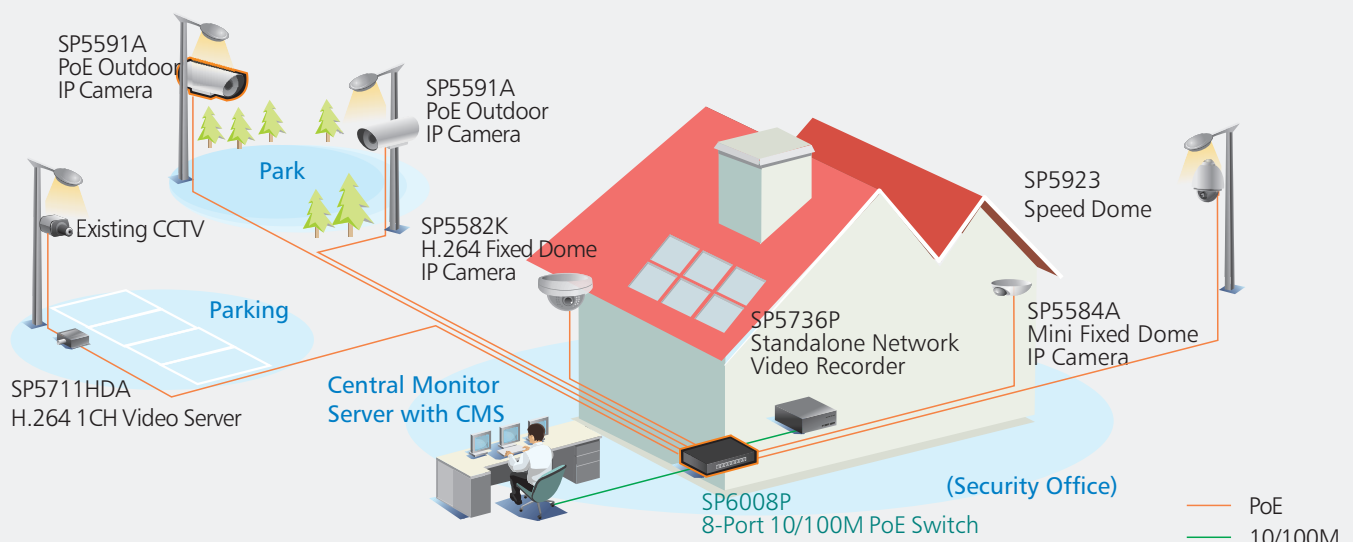 SP5591A
PoE Outdoor
IP Camera
SP5591A
PoE Outdoor
IP Camera
Park
Existing CCTV
SP5582K
H.264 Fixed Dome
IP Camera
SP5923
Speed Dome
Parking
SP5711HDA
H.264 1CH Video Server
SP5736P
Standalone Network
Video Recorder
SP5584A
Mini Fixed Dome
IP Camera
Central Monitor
Server with CMS
(Security Office)
SP6008P
8-Port 10/100M PoE Switch
PoE
10/100M